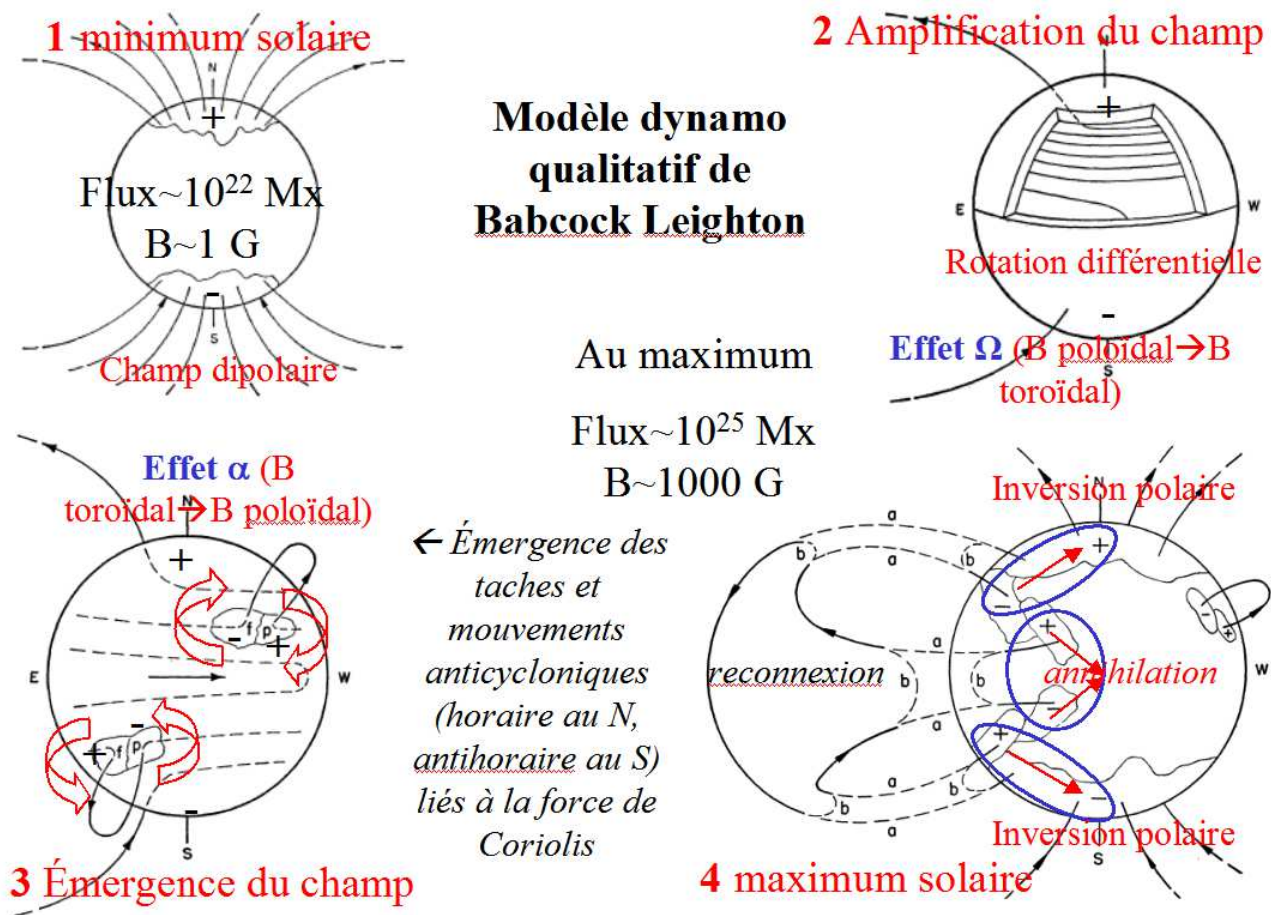 1 minimum solaire
N
+
Flux~10²² Mx
B~1 G
-
S
Champ dipolaire
Modèle dynamo
qualitatif de
Babcock Leighton
2 Amplification du champ
+
E
W
Rotation différentielle
-
Effet Ω (B poloïdal→B
toroïdal)
S
Au maximum
Flux~10²⁵ Mx
B~1000 G
Effet α (B
toroïdal→B poloïdal)
N
+
f
p
-
+
E
W
-
+
f
p
-
S
3 Émergence du champ
← Émergence des
taches et
mouvements
anticycloniques
(horaire au N,
antihoraire au S)
liés à la force de
Coriolis
Inversion polaire
N
a
b
a
b
+
-
+
-
+
a
reconnexion
b
b
annihilation
W
a
-
+
b
a
b
a
-
Inversion polaire
S
4 maximum solaire